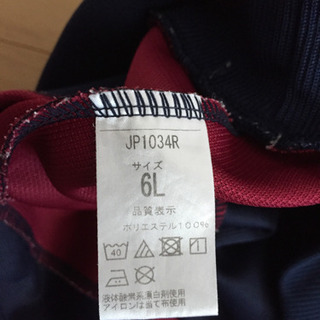 JP1034R
サイズ
6L
品質表示
ポリエステル100%
40
液体酸素系漂白剤使用
アイロンは当て布使用